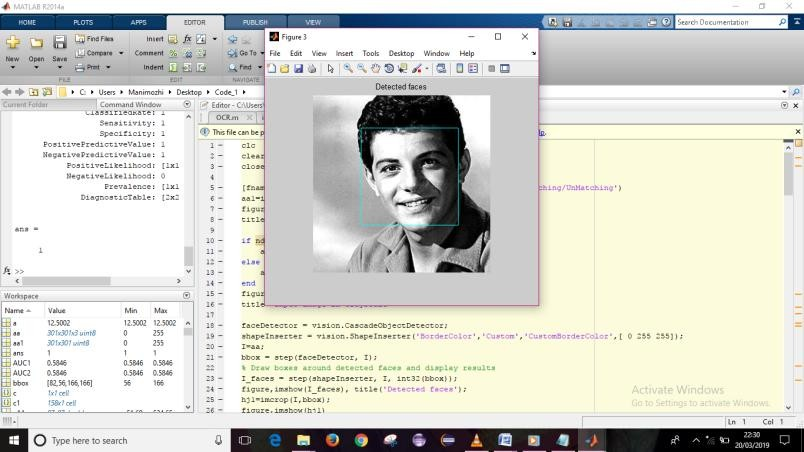 MATLAB R2014a
HOME PLOTS APPS EDITOR PUBLISH VIEW
Search Documentation
New Open Save
Find Files
Compare
Print
Insert fx
Comment %
Indent
Go To
Find
FILE EDIT NAVIGATE
C: Users Manimozhi Desktop Code_1
Current Folder Command Window
ClassifiedRate: 1
Sensitivity: 1
Specificity: 1
PositivePredictiveValue: 1
NegativePredictiveValue: 1
PositiveLikelihood: [1x1
NegativeLikelihood: 0
Prevalence: [1x1
DiagnosticTable: [2x2
ans =
1
fx >>
Workspace
Name Value Min Max
a 12.5002 12.5002 12.5002
aa 301x301x3 uint8 0 255
aa1 301x301 uint8 0 255
ans 1 1 1
AUC1 0.5846 0.5846 0.5846
AUC2 0.5846 0.5846 0.5846
bbox [82,56,166,166] 56 166
c 1x1 cell
c1 158x1 cell
Figure 3
File Edit View Insert Tools Desktop Window Help
Detected faces
Editor - C:\Users\
OCR.m
This file can be p
lp.
1 clc
2 clear
3 close
4
5 [fnam
ching/UnMatching')
6 aa1=i
7 figur
8 title
9
10 if nd
11 a
12 else
13 a
14 end
15 figur
16 title
17
18 faceDetector = vision.CascadeObjectDetector;
19 shapeInserter = vision.ShapeInserter('BorderColor','Custom','CustomBorderColor',[ 0 255 255]);
20 I=aa;
21 bbox = step(faceDetector, I);
22 % Draw boxes around detected faces and display results
23 I_faces = step(shapeInserter, I, int32(bbox));
24 figure,imshow(I_faces), title('Detected faces');
25 hjl=imcrop(I,bbox);
26 figure,imshow(hjl)
Activate Windows
Go to Settings to activate Windows.
Ln 1 Col 1
Type here to search
22:30
20/03/2019